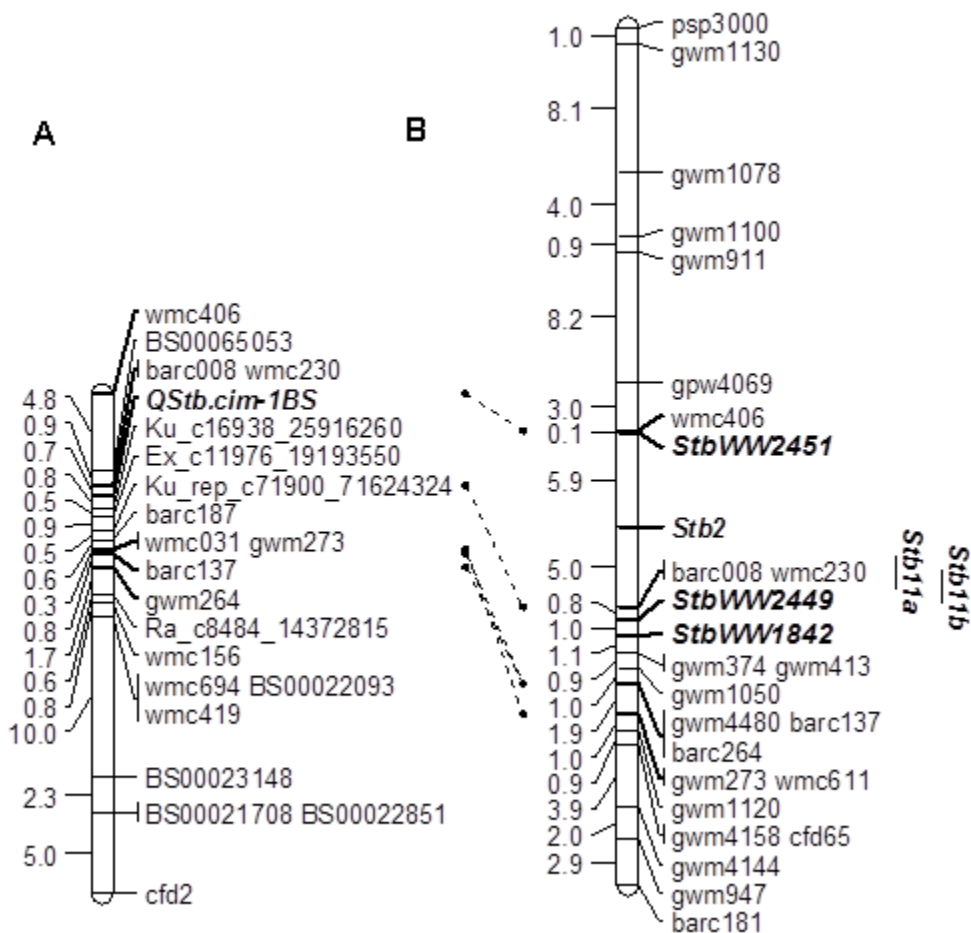 A
wmc406
BS00065053
barc008 wmc230
QStb.cim-1BS
Ku_c16938_25916260
Ex_c11976_19193550
Ku_rep_c71900_71624324
barc187
wmc031 gwm273
barc137
gwm264
Ra_c8484_14372815
wmc156
wmc694 BS00022093
wmc419
BS00023148
BS00021708 BS00022851
cfd2
4.8
0.9
0.7
0.8
0.5
0.9
0.5
0.6
0.3
0.8
1.7
0.6
0.8
10.0
2.3
5.0
B
1.0
8.1
4.0
0.9
8.2
3.0
0.1
5.9
5.0
0.8
1.0
1.1
0.9
1.0
1.9
1.0
0.9
3.9
2.0
2.9
psp3000
gwm1130
gwm1078
gwm1100
gwm911
gpw4069
wmc406
StbWW2451
Stb2
barc008 wmc230
StbWW2449
StbWW1842
gwm374 gwm413
gwm1050
gwm4480 barc137
barc264
gwm273 wmc611
gwm1120
gwm4158 cfd65
gwm4144
gwm947
barc181
Stb11a
Stb11b